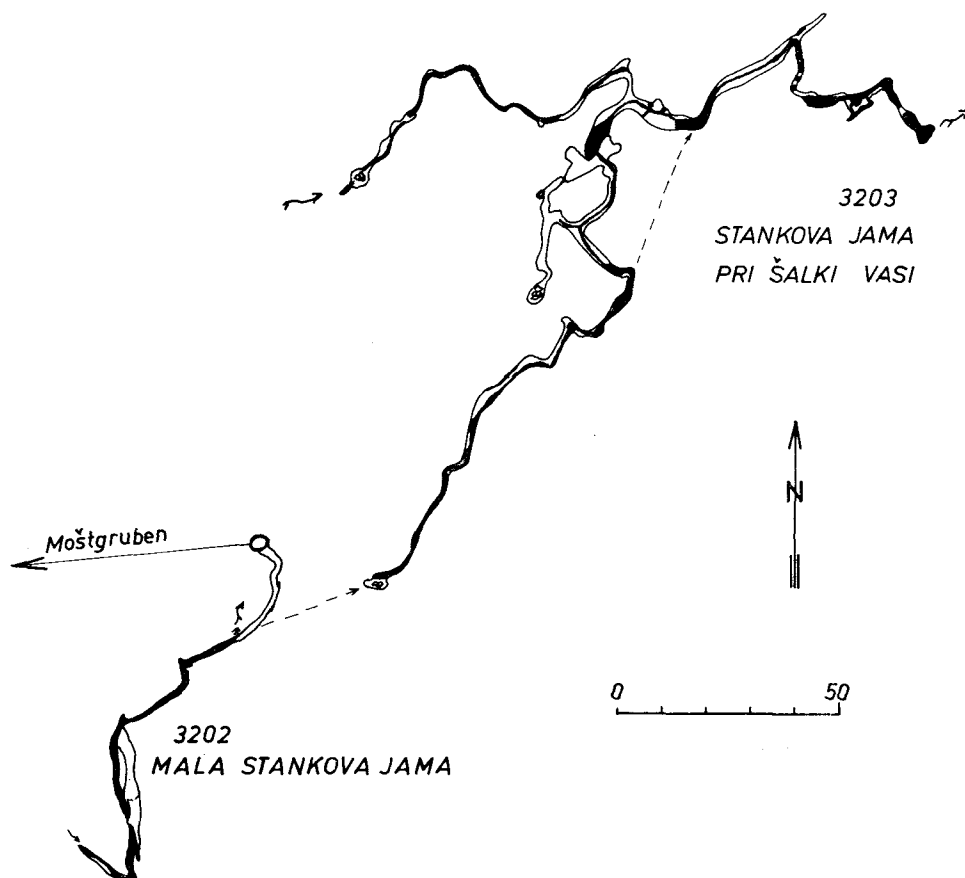 3203
STANKOVA JAMA
PRI ŠALKI VASI
N
Moštgruben
0 50
3202
MALA STANKOVA JAMA